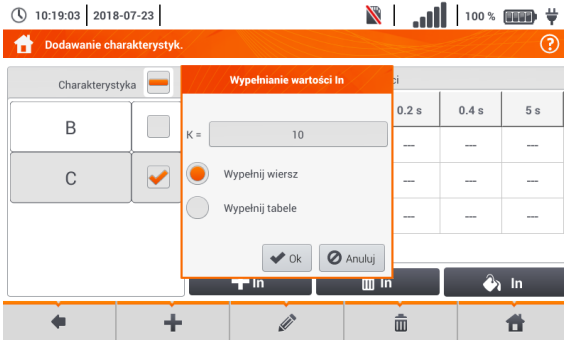 10:19:03 2018-07-23 100 %
Dodawanie charakterystyk. ?
Charakterystyka
Wypełnianie wartości In
ci
0.2 s 0.4 s 5 s
B
K = 10
--- --- ---
C
Wypełnij wiersz
--- --- ---
Wypełnij tabele
--- --- ---
Ok Anuluj
In In In